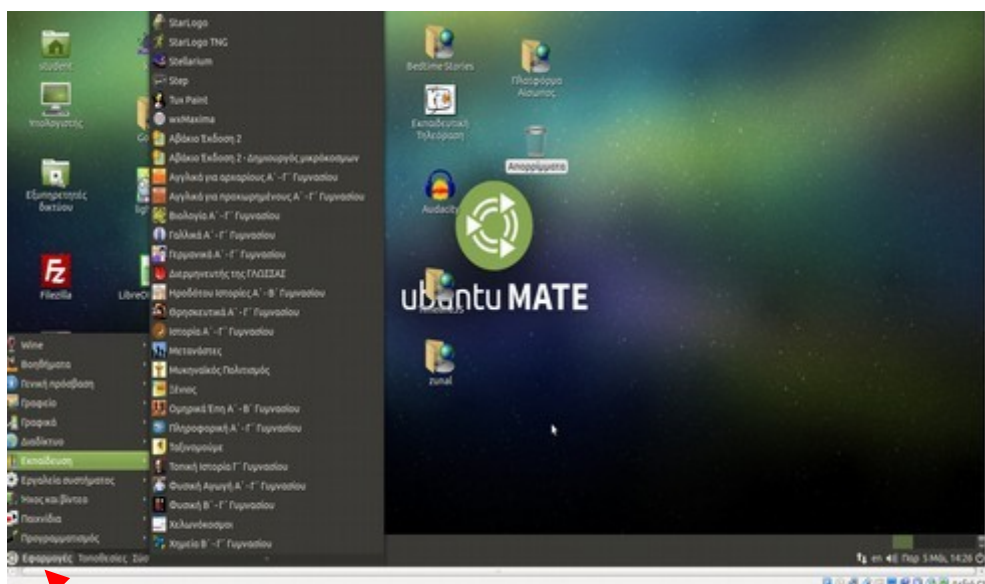 student
Υπολογιστής
Εξυπηρετητές
δικτύου
Filezilla
LibreO
StarLogo
StarLogo TNG
Stellarium
Step
Tux Paint
wxMaxima
Αβάκιο Έκδοση 2
Αβάκιο Έκδοση 2 - Δημιουργός μικρόκοσμων
Αγγλικά για αρχαρίους Α΄ -Γ΄ Γυμνασίου
Αγγλικά για προχωρημένους Α΄ -Γ΄ Γυμνασίου
Βιολογία Α΄ -Γ΄ Γυμνασίου
Γαλλικά Α΄ -Γ΄ Γυμνασίου
Γερμανικά Α΄ -Γ΄ Γυμνασίου
Διερμηνευτής της ΓΛΩΣΣΑΣ
Ηροδότου Ιστορίες Α΄ -Β΄ Γυμνασίου
Θρησκευτικά Α΄ -Γ΄ Γυμνασίου
Ιστορία Α΄ -Γ΄ Γυμνασίου
Μετανάστες
Μυκηναϊκός Πολιτισμός
Ξένιος
Ομηρικά Έπη Α΄ -Β΄ Γυμνασίου
Πληροφορική Α΄ -Γ΄ Γυμνασίου
Ταξινομούμε
Τοπική Ιστορία Γ΄ Γυμνασίου
Φυσική Αγωγή Α΄ -Γ΄ Γυμνασίου
Φυσική Β΄ -Γ΄ Γυμνασίου
Χελωνόκοσμοι
Χημεία Β΄ -Γ΄ Γυμνασίου
Wine
Βοηθήματα
Γενική πρόσβαση
Γραφείο
Γραφικά
Διαδίκτυο
Εκπαίδευση
Εργαλεία συστήματος
Ήχος και βίντεο
Παιχνίδια
Προγραμματισμός
Εφαρμογές Τοποθεσίες Σύσ
Bedtime Stories
Πλατφόρμα
Αίσωπος
Εκπαιδευτική
Τηλεόραση
Απορρίμματα
Audacity
ubuntu MATE
zunal
en Παρ 5 Μάι, 14:26